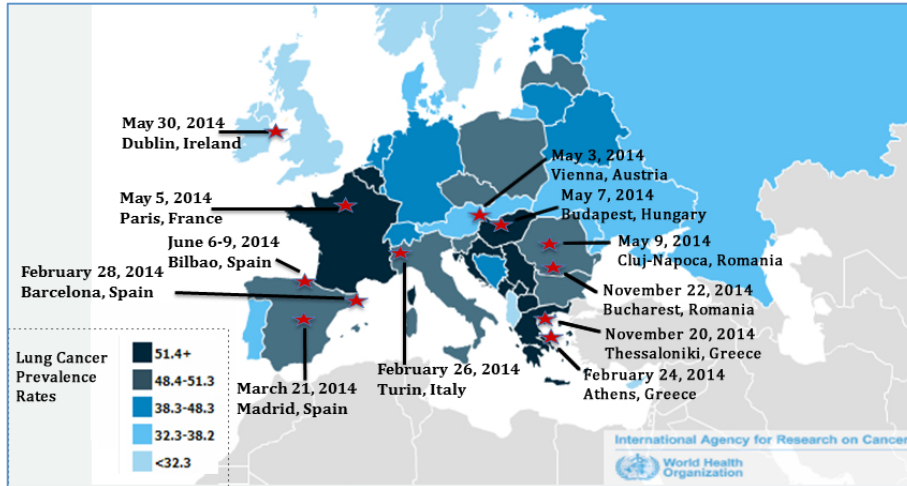 May 30, 2014
Dublin, Ireland
May 5, 2014
Paris, France
June 6-9, 2014
Bilbao, Spain
February 28, 2014
Barcelona, Spain
March 21, 2014
Madrid, Spain
February 26, 2014
Turin, Italy
May 3, 2014
Vienna, Austria
May 7, 2014
Budapest, Hungary
May 9, 2014
Cluj-Napoca, Romania
November 22, 2014
Bucharest, Romania
November 20, 2014
Thessaloniki, Greece
February 24, 2014
Athens, Greece
Lung Cancer
Prevalence
Rates
51.4+
48.4-51.3
38.3-48.3
32.3-38.2
<32.3
International Agency for Research on Cancer
World Health
Organization